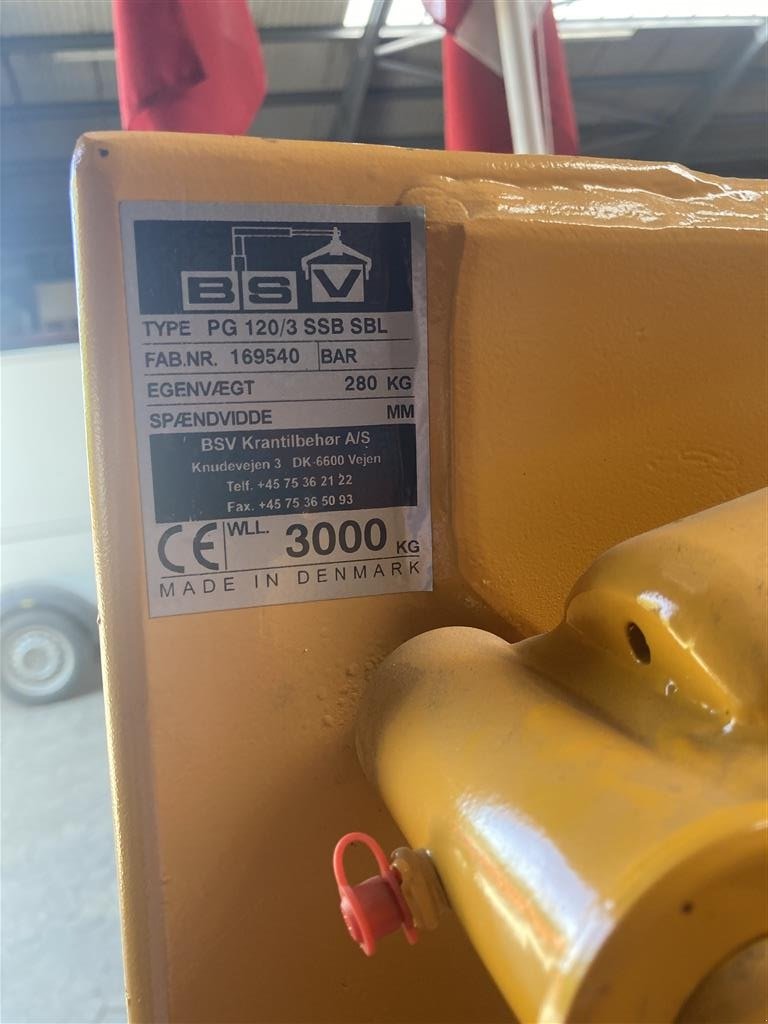 BSV
TYPE PG 120/3 SSB SBL
FAB.NR. 169540 BAR
EGENVÆGT 280 KG
SPÆNDVIDDE MM
BSV Krantilbehør A/S
Knudevejen 3 DK-6600 Vejen
Telf. +45 75 36 21 22
Fax. +45 75 36 50 93
CE WLL. 3000 KG
MADE IN DENMARK